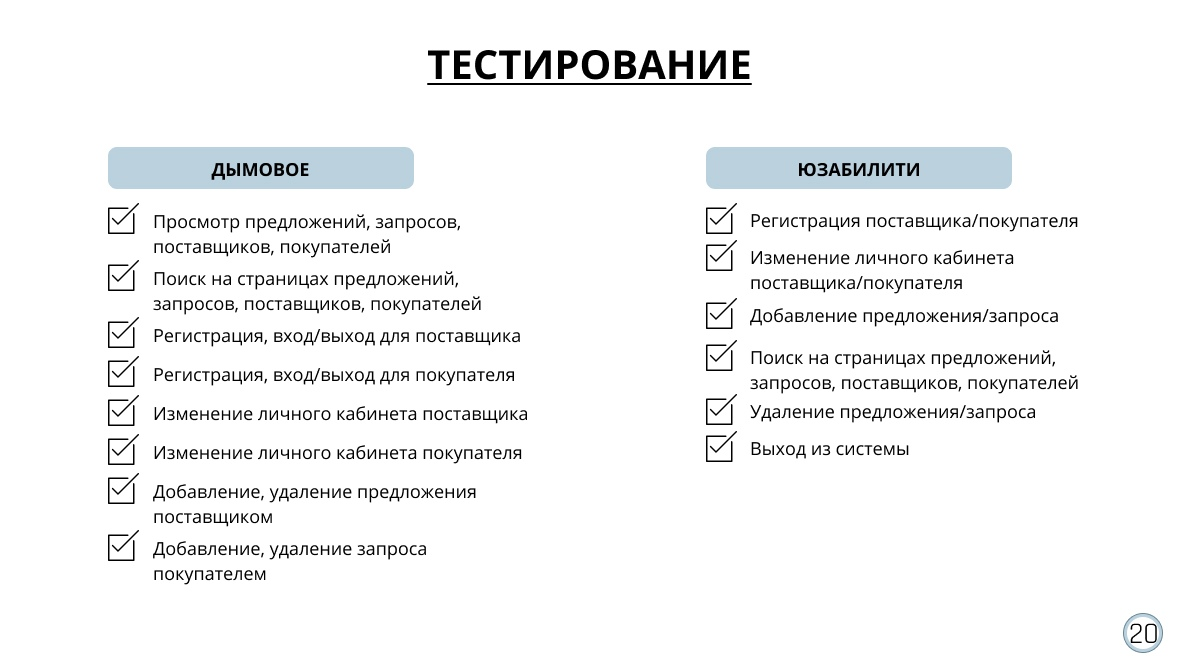 ТЕСТИРОВАНИЕ
ДЫМОВОЕ
Просмотр предложений, запросов,
поставщиков, покупателей
Поиск на страницах предложений,
запросов, поставщиков, покупателей
Регистрация, вход/выход для поставщика
Регистрация, вход/выход для покупателя
Изменение личного кабинета поставщика
Изменение личного кабинета покупателя
Добавление, удаление предложения
поставщиком
Добавление, удаление запроса
покупателем
ЮЗАБИЛИТИ
Регистрация поставщика/покупателя
Изменение личного кабинета
поставщика/покупателя
Добавление предложения/запроса
Поиск на страницах предложений,
запросов, поставщиков, покупателей
Удаление предложения/запроса
Выход из системы
20